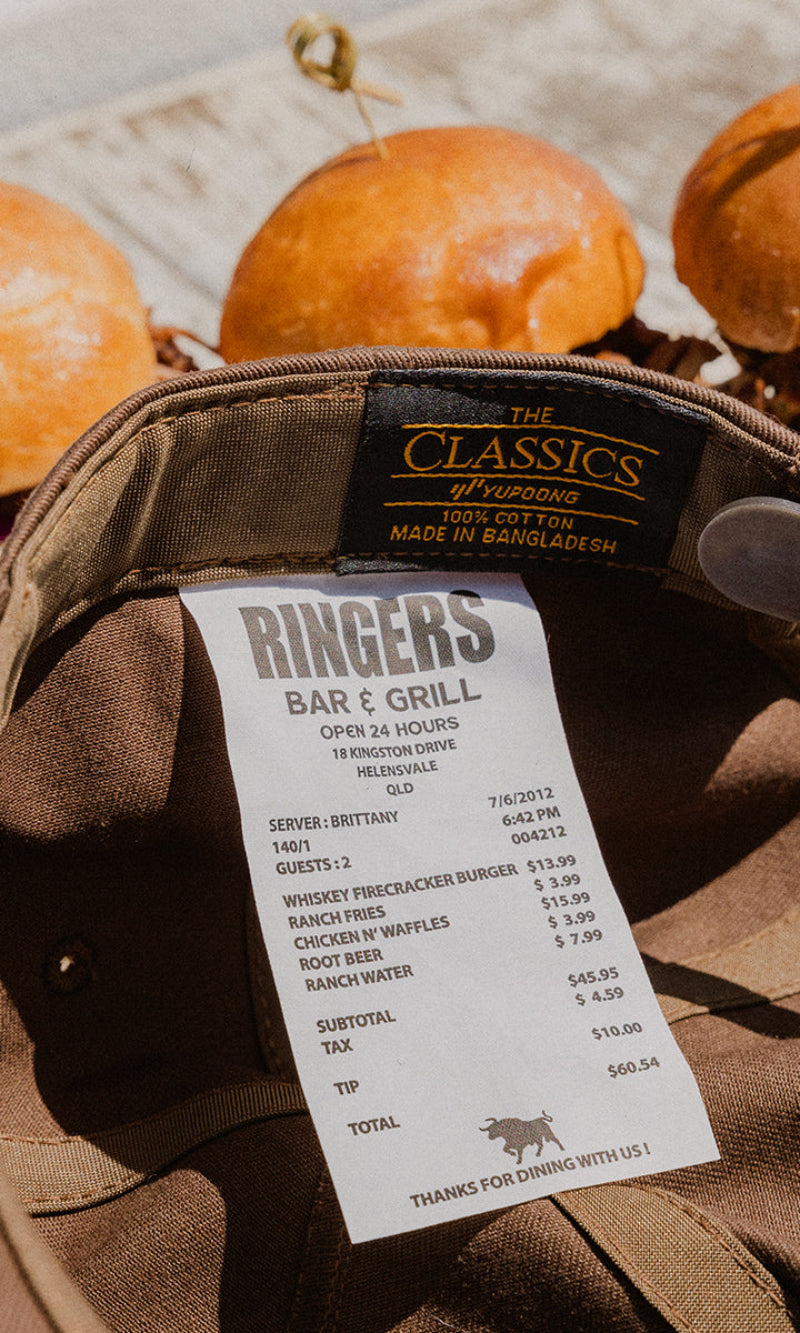 THE
CLASSICS
YUPOONG
100% COTTON
MADE IN BANGLADESH
RINGERS
BAR & GRILL
OPEN 24 HOURS
18 KINGSTON DRIVE
HELENSVALE
QLD
SERVER : BRITTANY 7/6/2012
140/1 6:42 PM
GUESTS : 2 004212
WHISKEY FIRECRACKER BURGER $13.99
RANCH FRIES $ 3.99
CHICKEN N' WAFFLES $15.99
ROOT BEER $ 3.99
RANCH WATER $ 7.99
SUBTOTAL $45.95
TAX $ 4.59
TIP $10.00
TOTAL $60.54
THANKS FOR DINING WITH US !